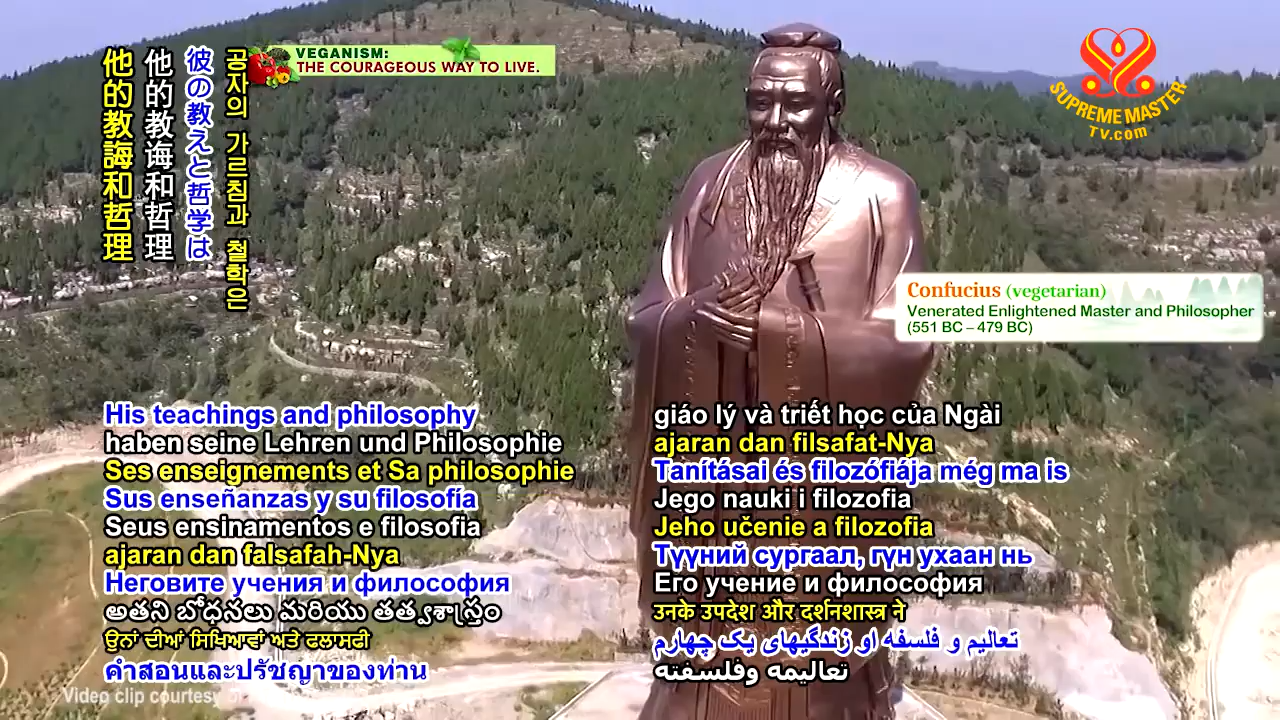 VEGANISM:
THE COURAGEOUS WAY TO LIVE.
SUPREME MASTER
TV.com
他的教誨和哲理
他的教诲和哲理
彼の教えと哲学は
공자의 가르침과 철학은
Confucius (vegetarian)
Venerated Enlightened Master and Philosopher
(551 BC – 479 BC)
His teachings and philosophy
haben seine Lehren und Philosophie
Ses enseignements et Sa philosophie
Sus enseñanzas y su filosofía
Seus ensinamentos e filosofia
ajaran dan falsafah-Nya
Неговите учения и философия
అతని బోధనలు మరియు తత్వశాస్త్రం
ਉਨਾਂ ਦੀਆਂ ਸਿਖਿਆਵਾਂ ਅਤੇ ਫਲਾਸਫੀ
คำสอนและปรัชญาของท่าน
giáo lý và triết học của Ngài
ajaran dan filsafat-Nya
Tanításai és filozófiája még ma is
Jego nauki i filozofia
Jeho učenie a filozofia
Түүний сургаал, гүн ухаан нь
Его учение и философия
उनके उपदेश और दर्शनशास्त्र ने
تعالیم و فلسفه او زندگیهای یک چهارم
تعاليمه وفلسفته
Video clip courtesy